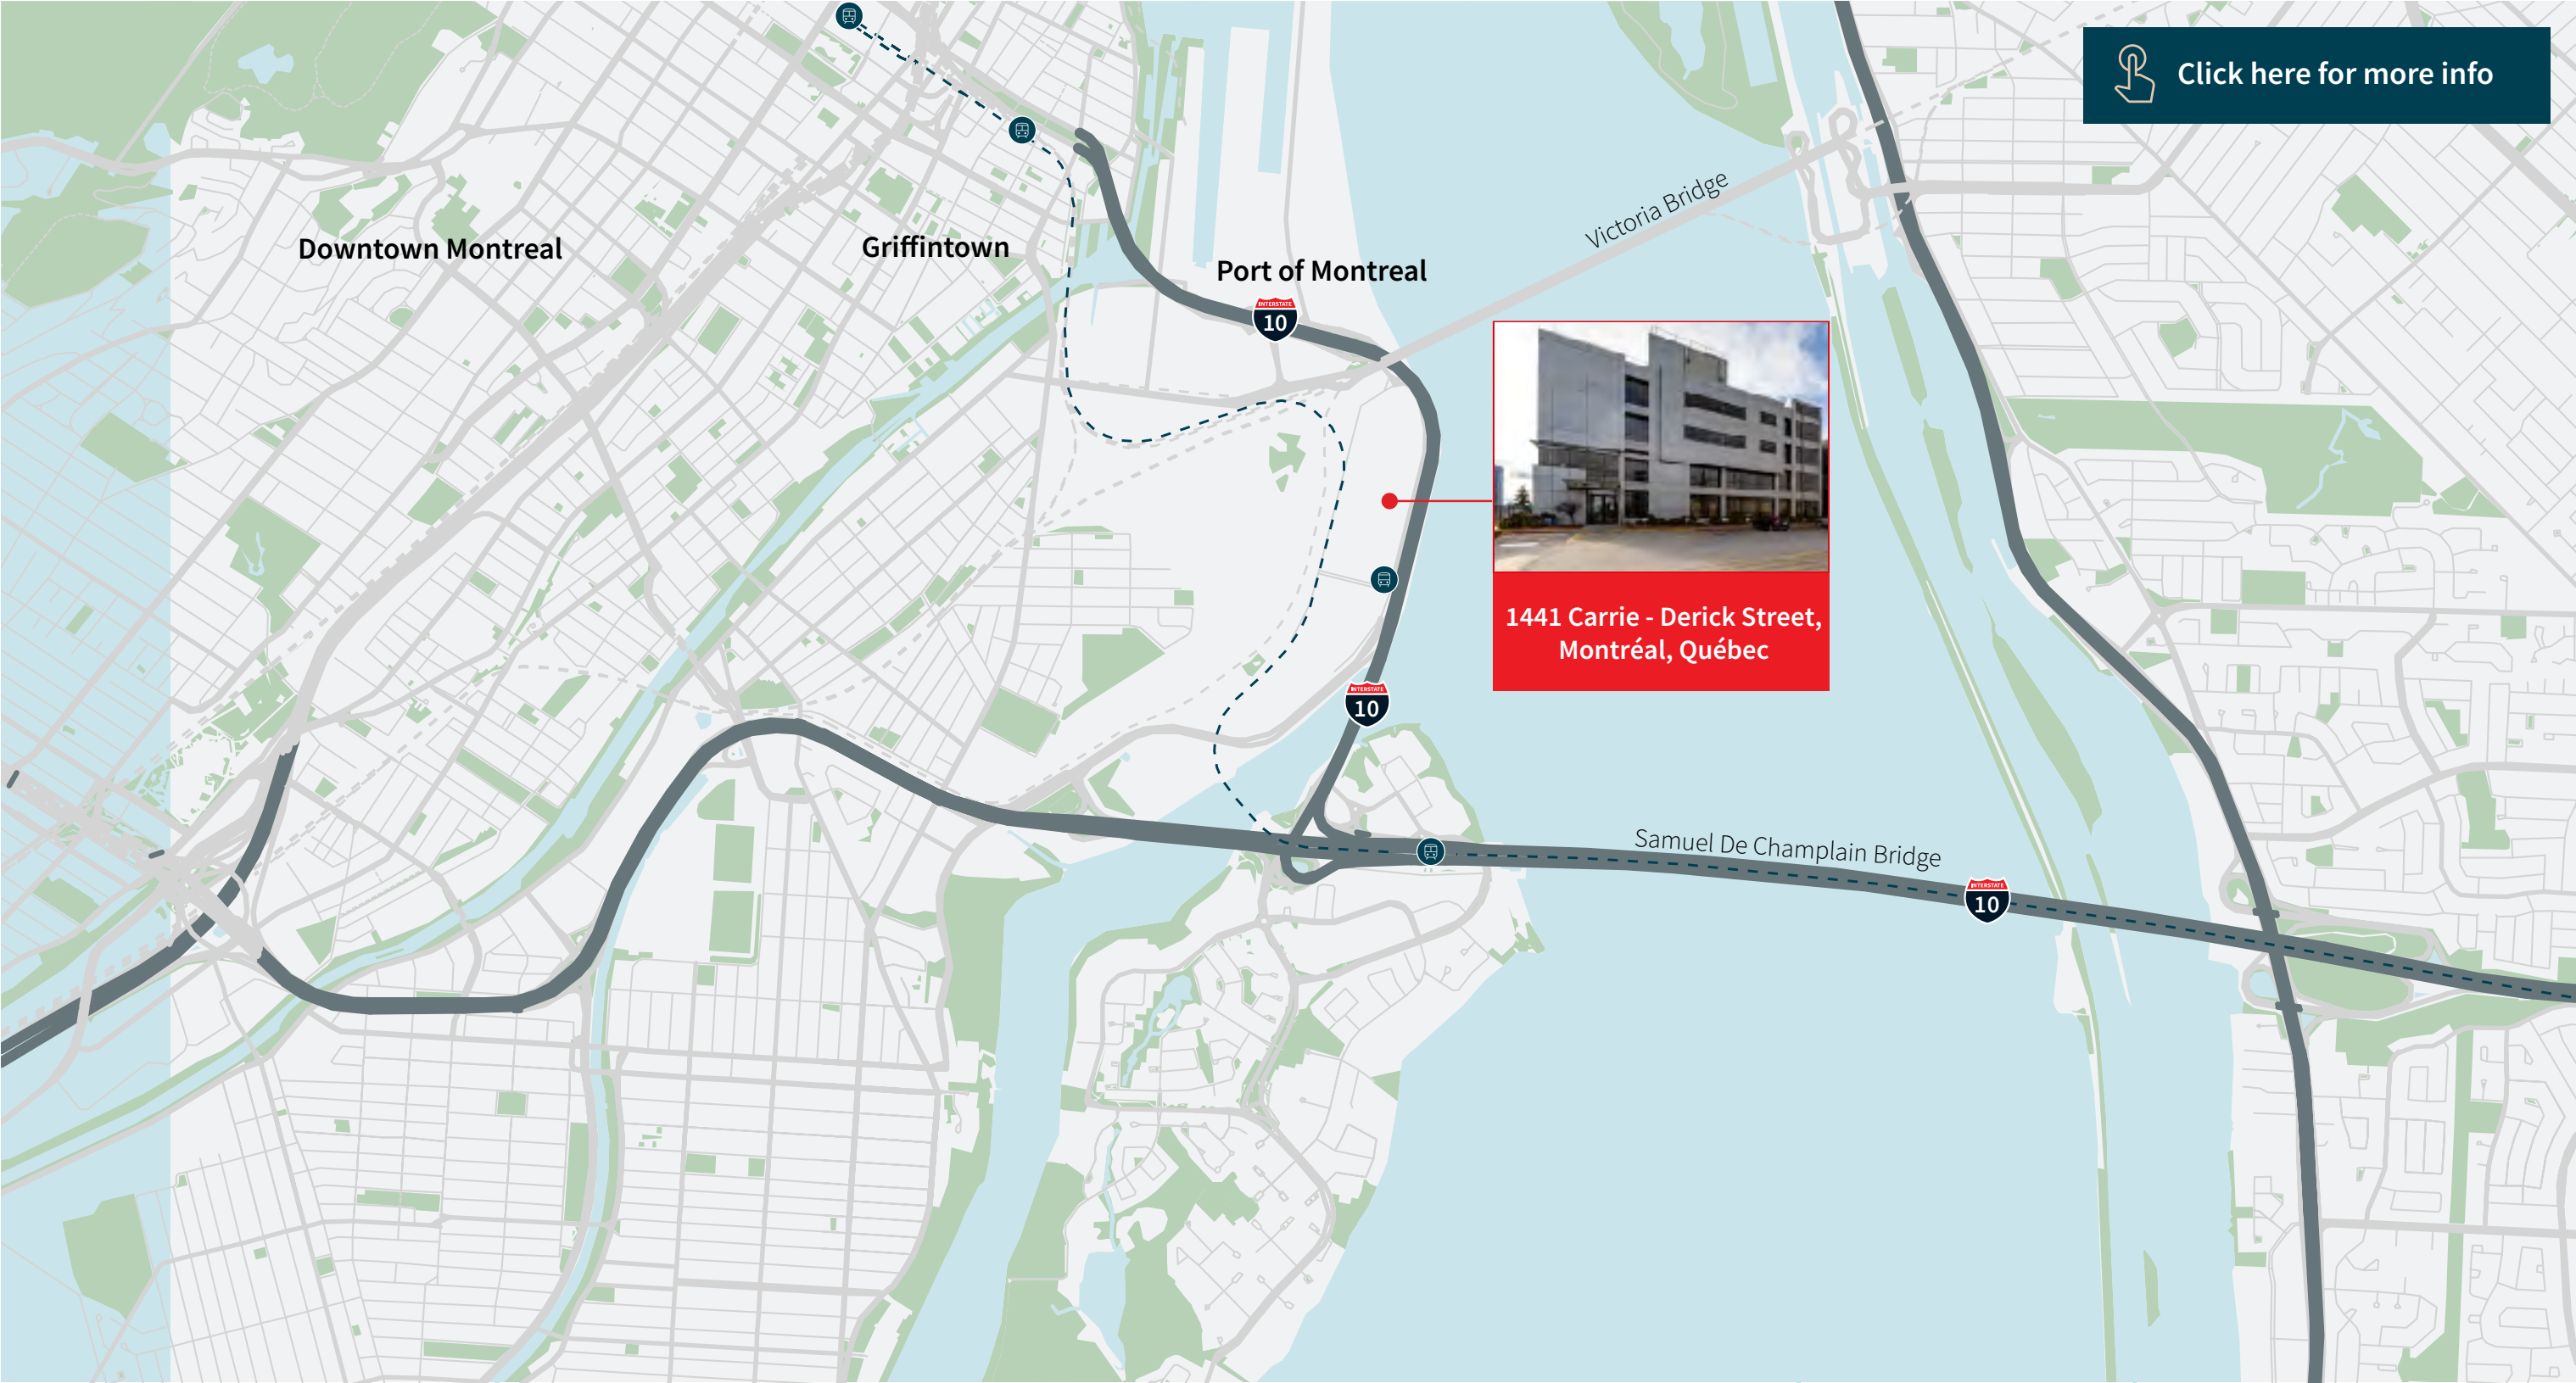 Click here for more info
Victoria Bridge
Downtown Montreal
Griffintown
Port of Montreal
INTERSTATE
10
1441 Carrie - Derick Street,
Montréal, Québec
INTERSTATE
10
Samuel De Champlain Bridge
INTERSTATE
10